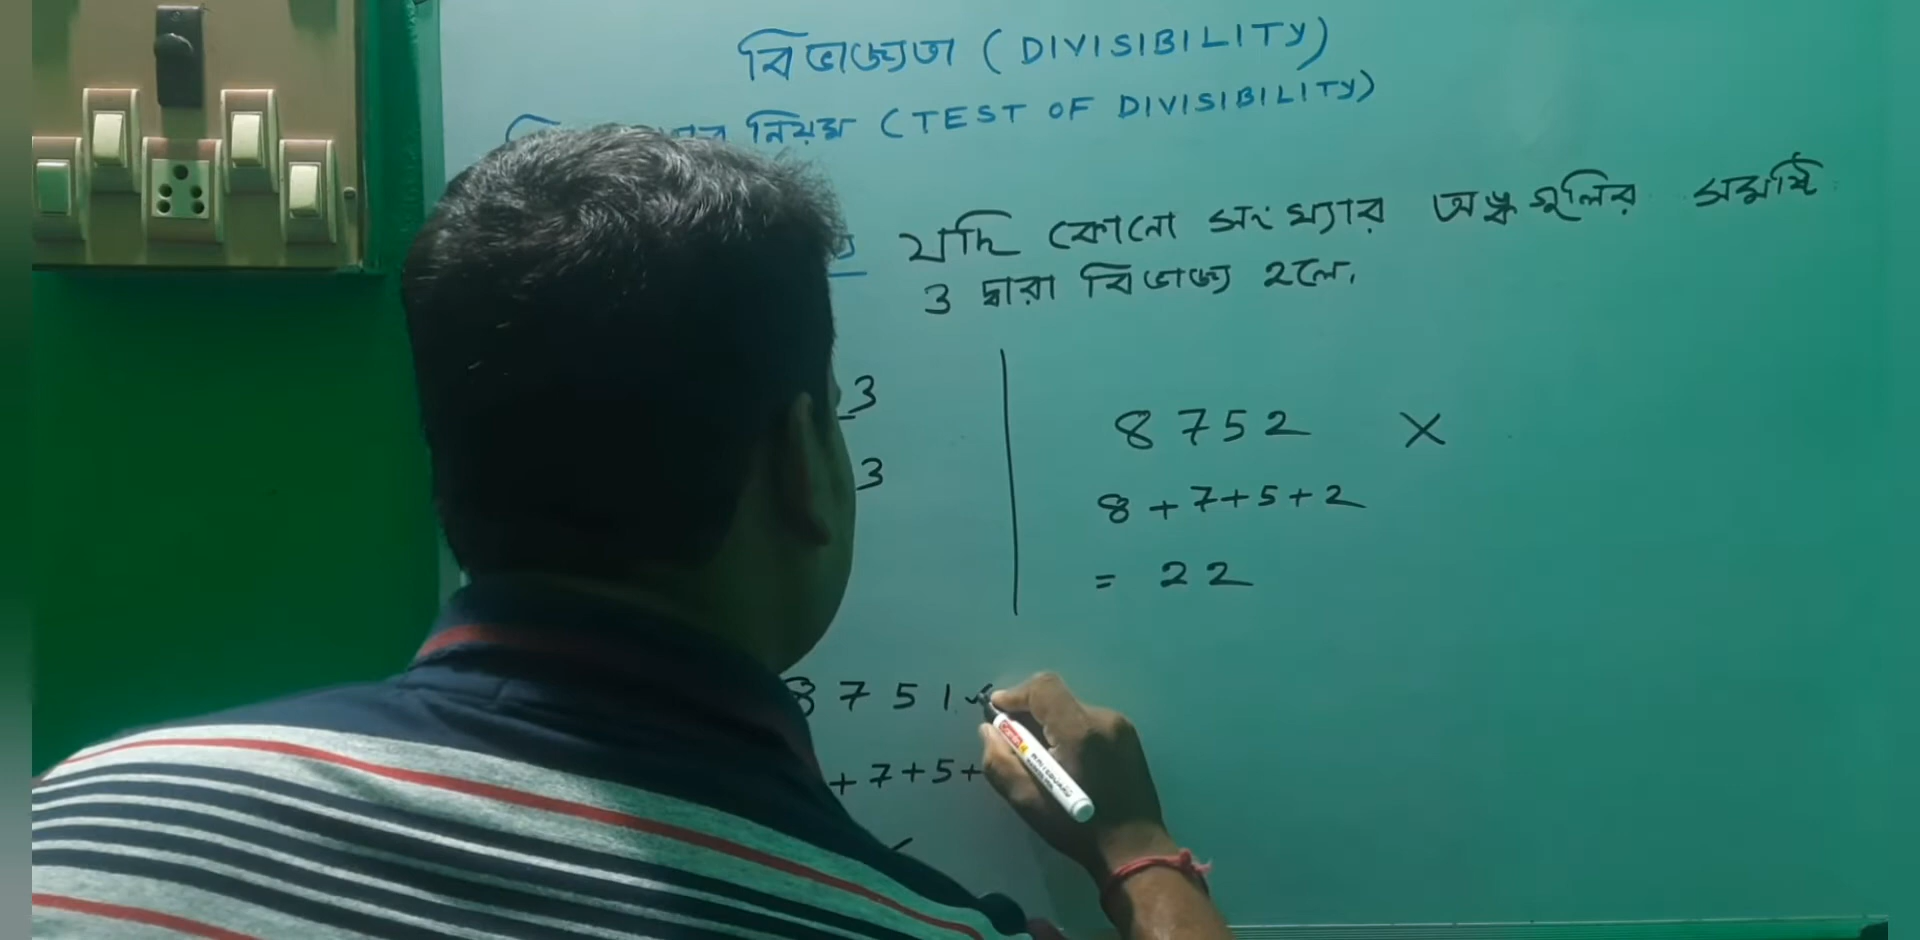 বিভাজ্যতা (DIVISIBILITY)
নিয়ম (TEST OF DIVISIBILITY)
যদি কোনো সংখ্যার অঙ্কগুলির সমষ্টি
3 দ্বারা বিভাজ্য হলে,
3
3
8752 ×
8+7+5+2
= 22
8751
+7+5+